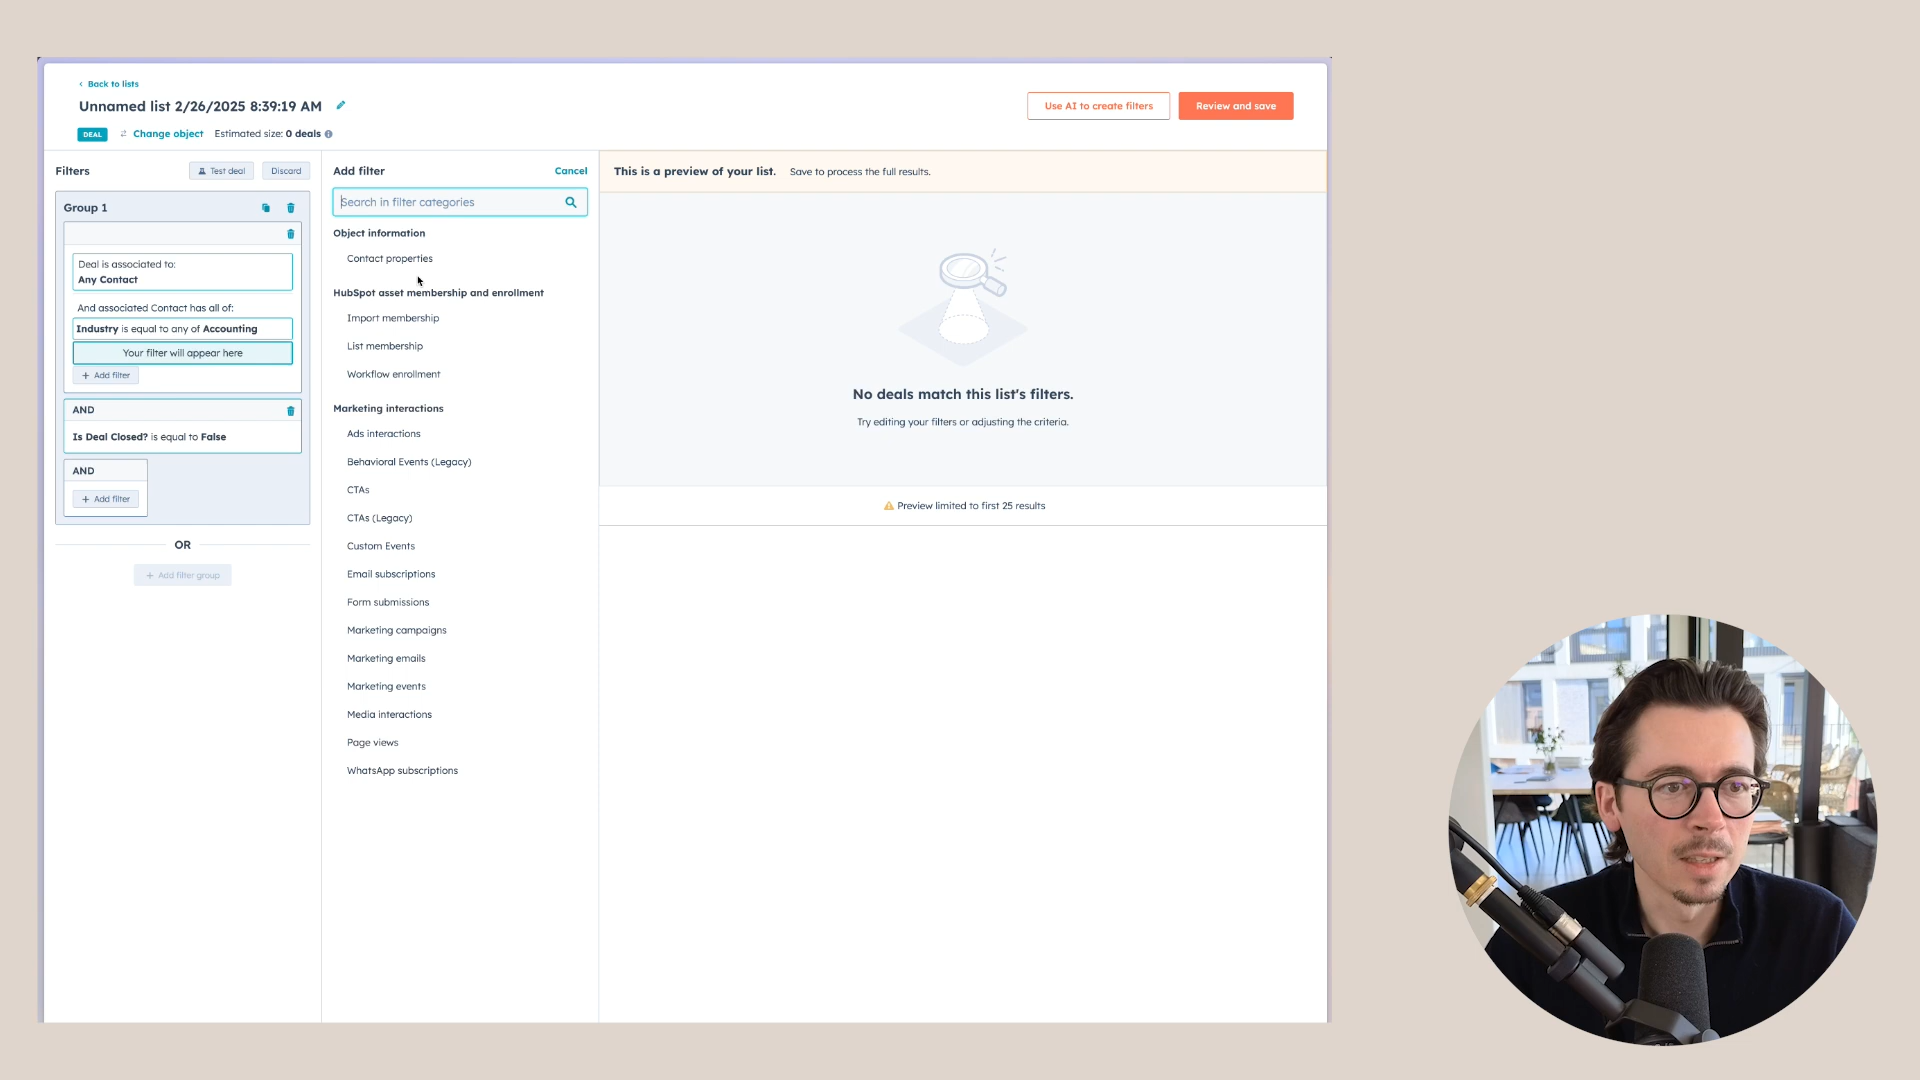 Back to lists
Unnamed list 2/26/2025 8:39:19 AM
Use AI to create filters
Review and save
DEAL
Change object
Estimated size: 0 deals
Filters
Test deal
Discard
Group 1
Deal is associated to:
Any Contact
And associated Contact has all of:
Industry is equal to any of Accounting
Your filter will appear here
+ Add filter
AND
Is Deal Closed? is equal to False
AND
+ Add filter
OR
+ Add filter group
Add filter
Cancel
Search in filter categories
Object information
Contact properties
HubSpot asset membership and enrollment
Import membership
List membership
Workflow enrollment
Marketing interactions
Ads interactions
Behavioral Events (Legacy)
CTAs
CTAs (Legacy)
Custom Events
Email subscriptions
Form submissions
Marketing campaigns
Marketing emails
Marketing events
Media interactions
Page views
WhatsApp subscriptions
This is a preview of your list. Save to process the full results.
No deals match this list's filters.
Try editing your filters or adjusting the criteria.
Preview limited to first 25 results